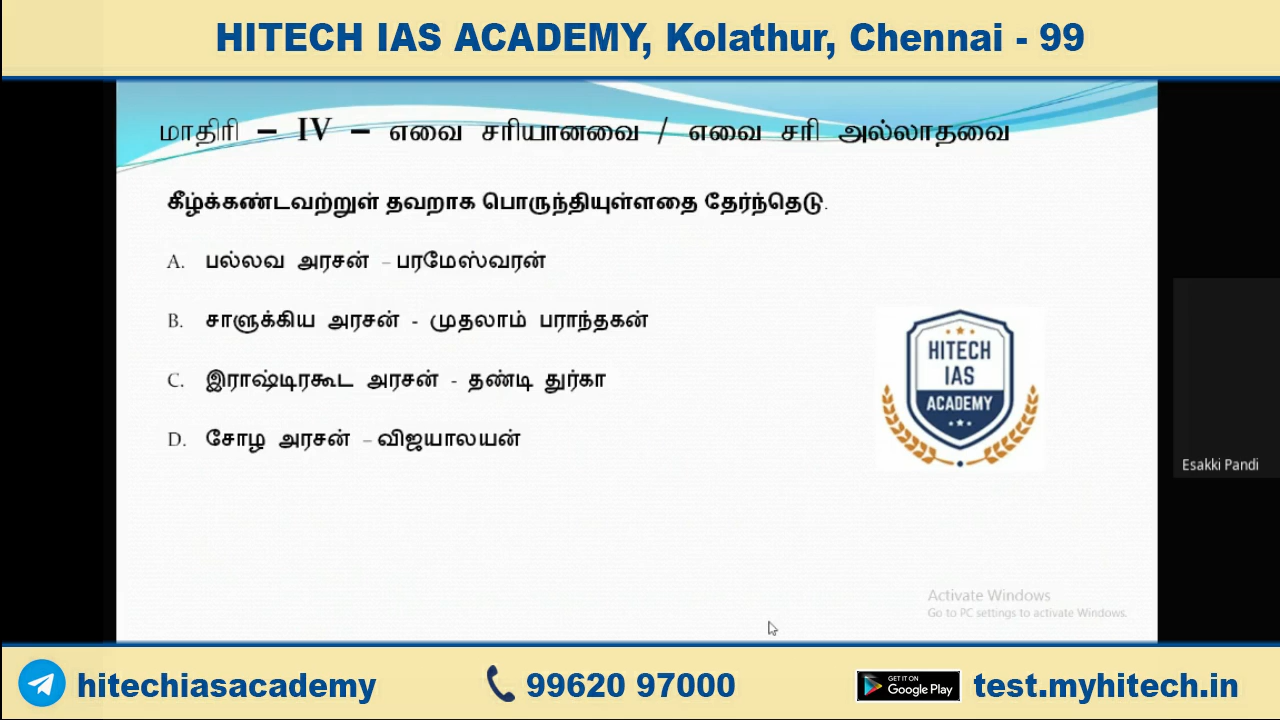 HITECH IAS ACADEMY, Kolathur, Chennai - 99
மாதிரி – IV – எவை சரியானவை / எவை சரி அல்லாதவை
கீழ்க்கண்டவற்றுள் தவறாக பொருந்தியுள்ளதை தேர்ந்தெடு.
A. பல்லவ அரசன் – பரமேஸ்வரன்
B. சாளுக்கிய அரசன் - முதலாம் பராந்தகன்
C. இராஷ்டிரகூட அரசன் - தண்டி துர்கா
D. சோழ அரசன் – விஜயாலயன்
HITECH
IAS
ACADEMY
Esakki Pandi
Activate Windows
Go to PC settings to activate Windows.
hitechiasacademy
99620 97000
GET IT ON
Google Play
test.myhitech.in